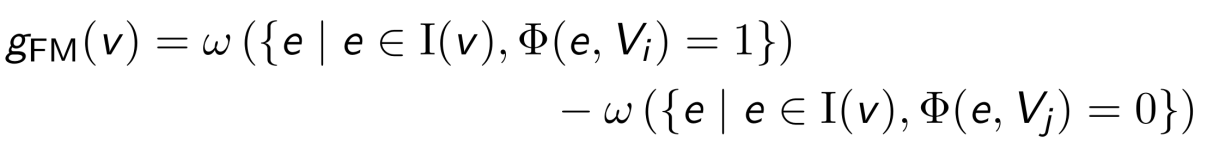 g_FM(v) = ω ({e | e ∈ I(v), Φ(e, V_i) = 1})
− ω ({e | e ∈ I(v), Φ(e, V_j) = 0})